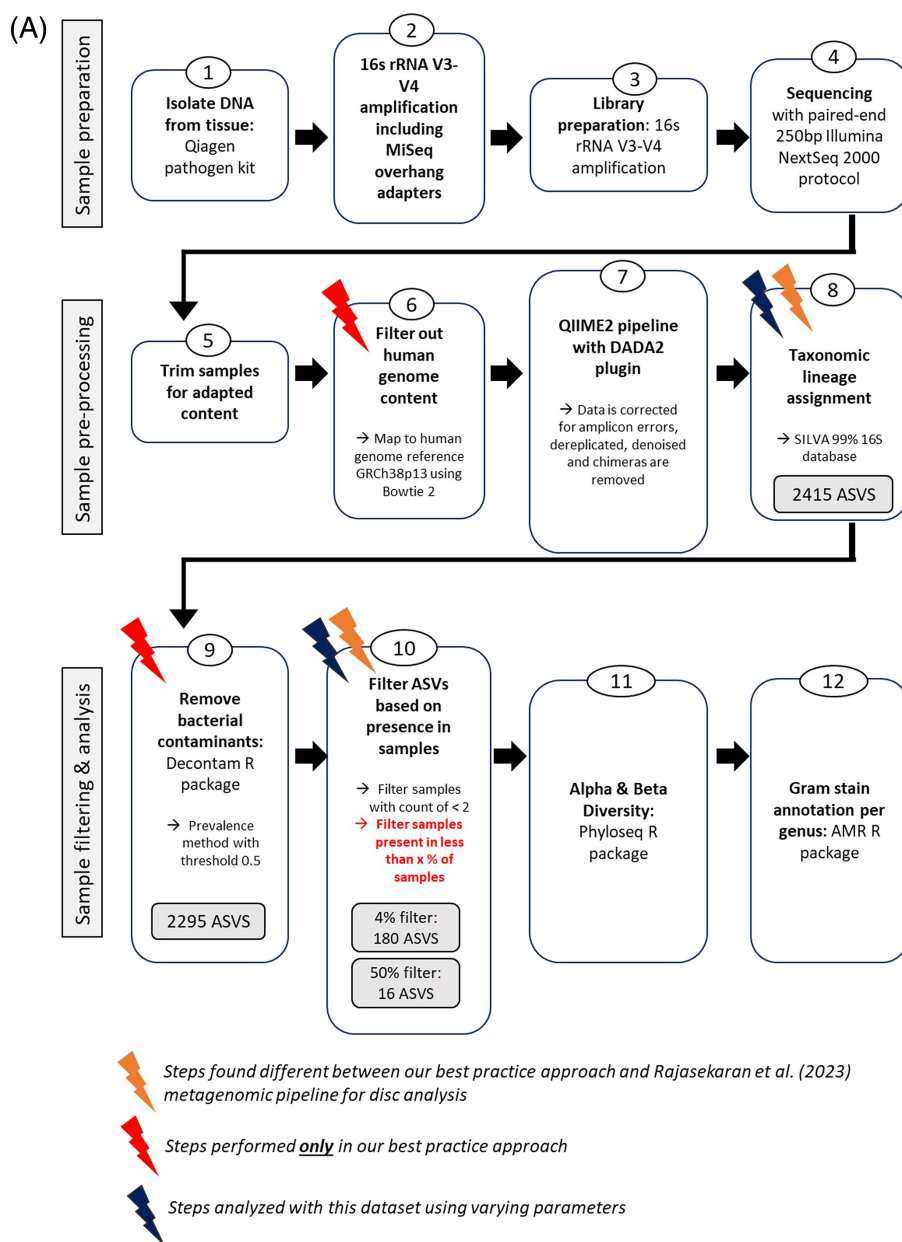 (A)
Sample preparation
1
Isolate DNA
from tissue:
Qiagen
pathogen kit
2
16s rRNA V3-
V4
amplification
including
MiSeq
overhang
adapters
3
Library
preparation: 16s
rRNA V3-V4
amplification
4
Sequencing
with paired-end
250bp Illumina
NextSeq 2000
protocol
Sample pre-processing
5
Trim samples
for adapted
content
6
Filter out
human
genome
content
→ Map to human
genome reference
GRCh38p13 using
Bowtie 2
7
QIIME2 pipeline
with DADA2
plugin
→ Data is corrected
for amplicon errors,
dereplicated, denoised
and chimeras are
removed
8
Taxonomic
lineage
assignment
→ SILVA 99% 16S
database
2415 ASVS
Sample filtering & analysis
9
Remove
bacterial
contaminants:
Decontam R
package
→ Prevalence
method with
threshold 0.5
2295 ASVS
10
Filter ASVs
based on
presence in
samples
→ Filter samples
with count of < 2
→ Filter samples
present in less
than x % of
samples
4% filter:
180 ASVS
50% filter:
16 ASVS
11
Alpha & Beta
Diversity:
Phyloseq R
package
12
Gram stain
annotation per
genus: AMR R
package
Steps found different between our best practice approach and Rajasekaran et al. (2023)
metagenomic pipeline for disc analysis
Steps performed only in our best practice approach
Steps analyzed with this dataset using varying parameters